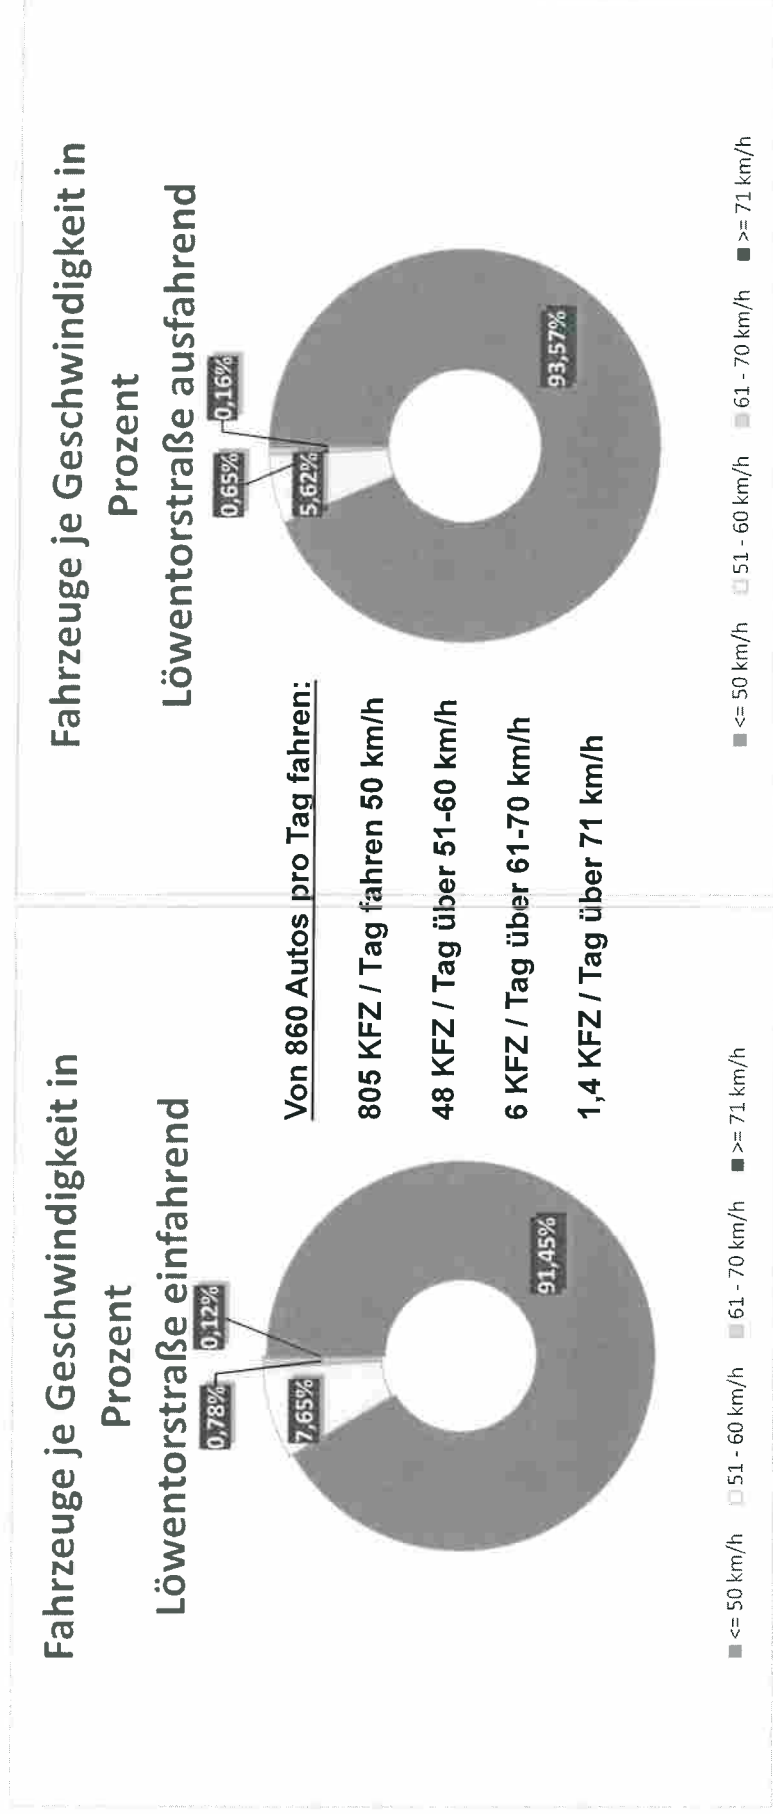 Fahrzeuge je Geschwindigkeit in
Prozent
Löwentorstraße einfahrend
0,78%
0,12%
7,65%
91,45%
<= 50 km/h 51 - 60 km/h 61 - 70 km/h >= 71 km/h
Von 860 Autos pro Tag fahren:
805 KFZ / Tag fahren 50 km/h
48 KFZ / Tag über 51-60 km/h
6 KFZ / Tag über 61-70 km/h
1,4 KFZ / Tag über 71 km/h
Fahrzeuge je Geschwindigkeit in
Prozent
Löwentorstraße ausfahrend
0,65%
0,16%
5,62%
93,57%
<= 50 km/h 51 - 60 km/h 61 - 70 km/h >= 71 km/h